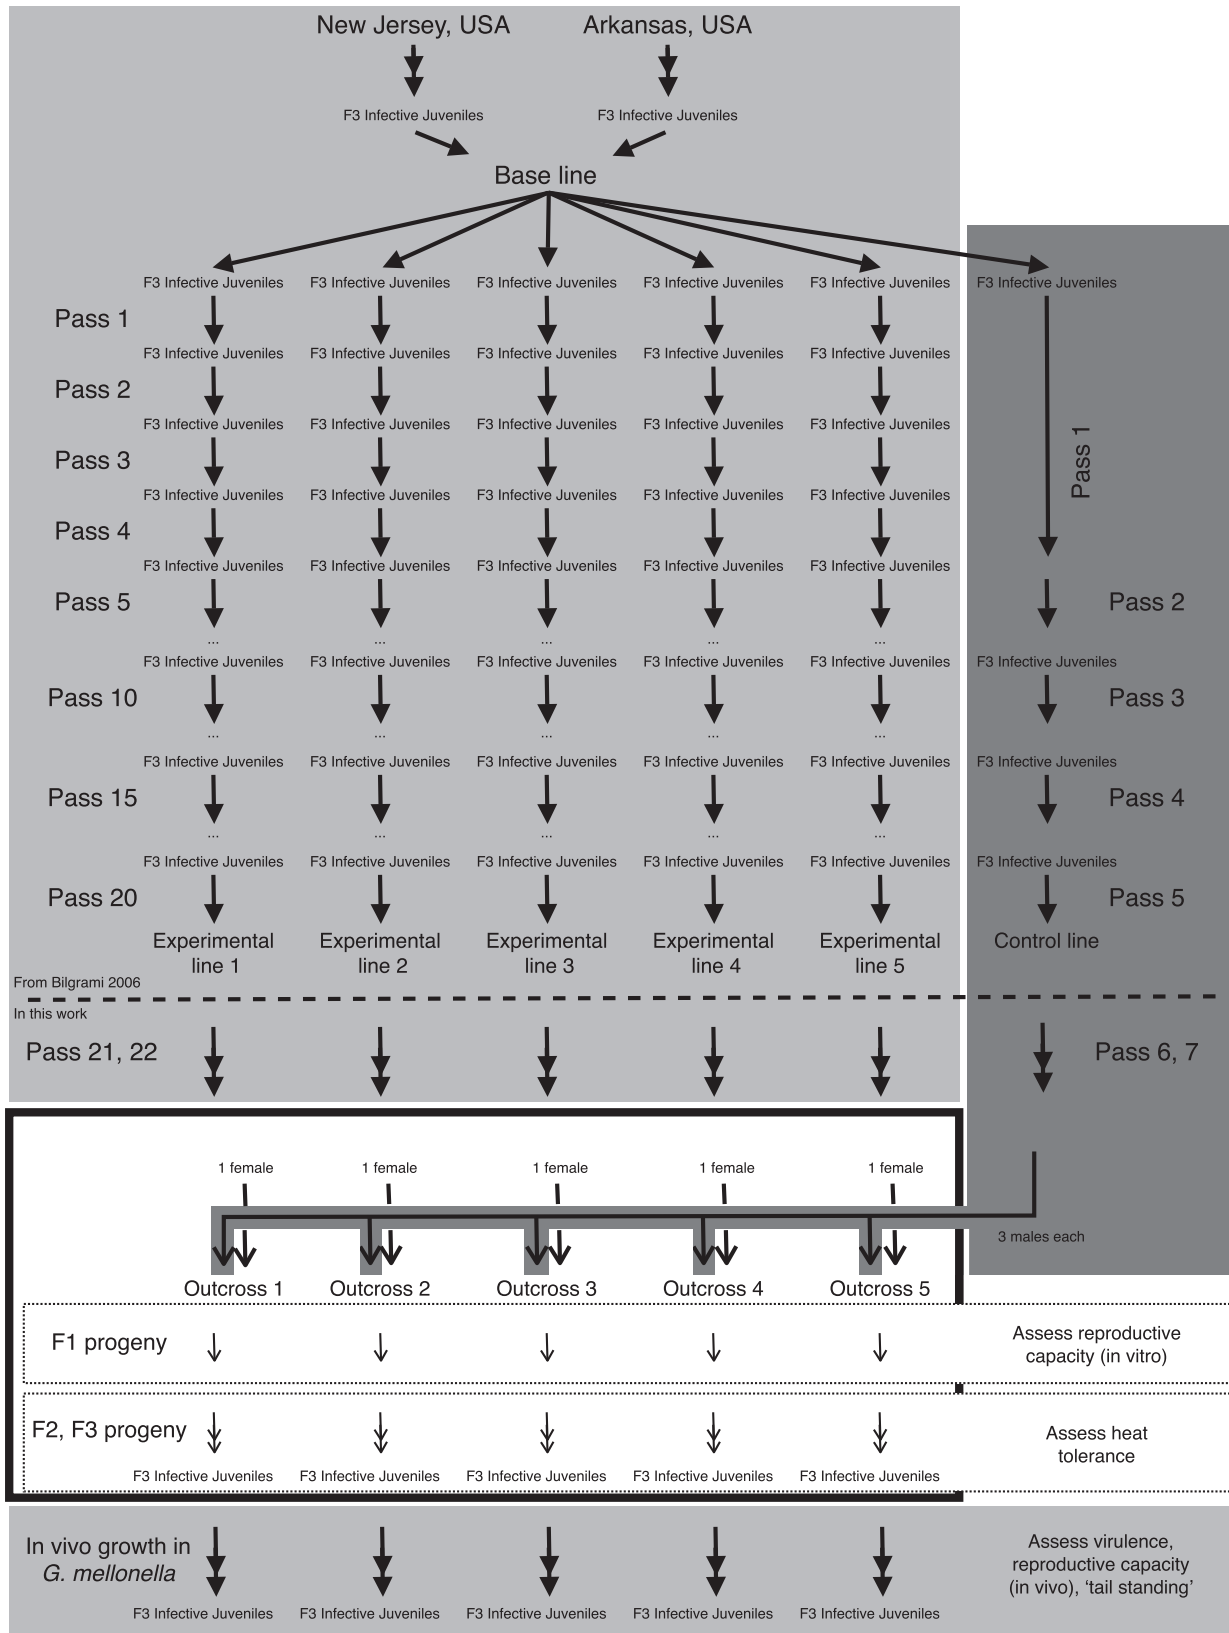 New Jersey, USA Arkansas, USA
F3 Infective Juveniles F3 Infective Juveniles
Base line
F3 Infective Juveniles F3 Infective Juveniles F3 Infective Juveniles F3 Infective Juveniles F3 Infective Juveniles F3 Infective Juveniles
Pass 1
F3 Infective Juveniles F3 Infective Juveniles F3 Infective Juveniles F3 Infective Juveniles F3 Infective Juveniles
Pass 2
F3 Infective Juveniles F3 Infective Juveniles F3 Infective Juveniles F3 Infective Juveniles F3 Infective Juveniles
Pass 3 Pass 1
F3 Infective Juveniles F3 Infective Juveniles F3 Infective Juveniles F3 Infective Juveniles F3 Infective Juveniles
Pass 4
F3 Infective Juveniles F3 Infective Juveniles F3 Infective Juveniles F3 Infective Juveniles F3 Infective Juveniles
Pass 5 Pass 2
... ... ... ... ...
F3 Infective Juveniles F3 Infective Juveniles F3 Infective Juveniles F3 Infective Juveniles F3 Infective Juveniles F3 Infective Juveniles
Pass 10 Pass 3
... ... ... ... ...
F3 Infective Juveniles F3 Infective Juveniles F3 Infective Juveniles F3 Infective Juveniles F3 Infective Juveniles F3 Infective Juveniles
Pass 15 Pass 4
... ... ... ... ...
F3 Infective Juveniles F3 Infective Juveniles F3 Infective Juveniles F3 Infective Juveniles F3 Infective Juveniles F3 Infective Juveniles
Pass 20 Pass 5
Experimental Experimental Experimental Experimental Experimental Control line
line 1 line 2 line 3 line 4 line 5
From Bilgrami 2006
In this work
Pass 21, 22 Pass 6, 7
1 female 1 female 1 female 1 female 1 female
3 males each
Outcross 1 Outcross 2 Outcross 3 Outcross 4 Outcross 5
F1 progeny
Assess reproductive
capacity (in vitro)
F2, F3 progeny
Assess heat
tolerance
F3 Infective Juveniles F3 Infective Juveniles F3 Infective Juveniles F3 Infective Juveniles F3 Infective Juveniles
In vivo growth in
G. mellonella
Assess virulence,
reproductive capacity
(in vivo), ‘tail standing’
F3 Infective Juveniles F3 Infective Juveniles F3 Infective Juveniles F3 Infective Juveniles F3 Infective Juveniles